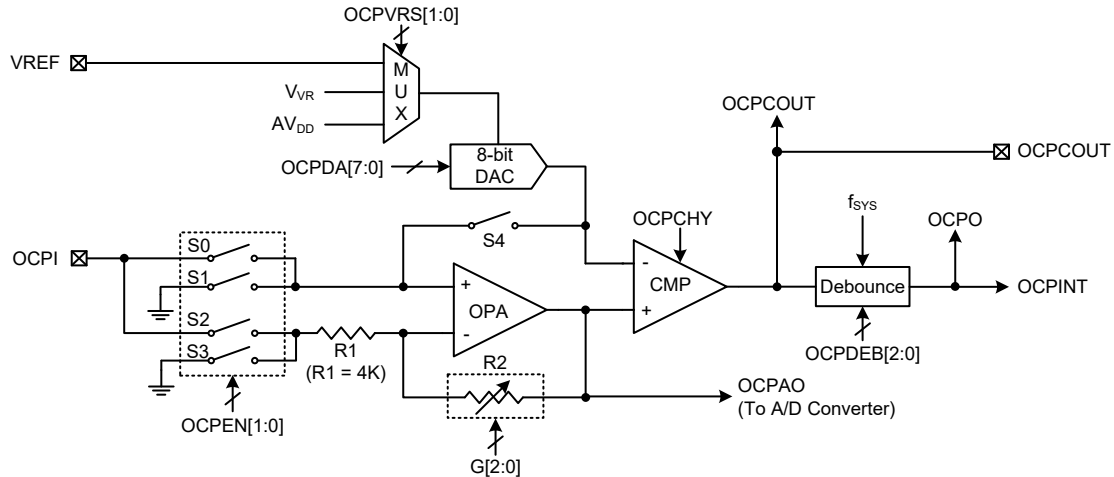 OCPVRS[1:0]
VREF
M
U
X
VVR
AVDD
OCPDA[7:0]
8-bit
DAC
OCPCOUT
OCPCOUT
S4
OCPCHY
fSYS
OCPO
OCPI
S0
S1
S2
S3
+
OPA
-
-
CMP
+
Debounce
OCPINT
R1
(R1 = 4K)
R2
OCPDEB[2:0]
OCPEN[1:0]
OCPAO
(To A/D Converter)
G[2:0]